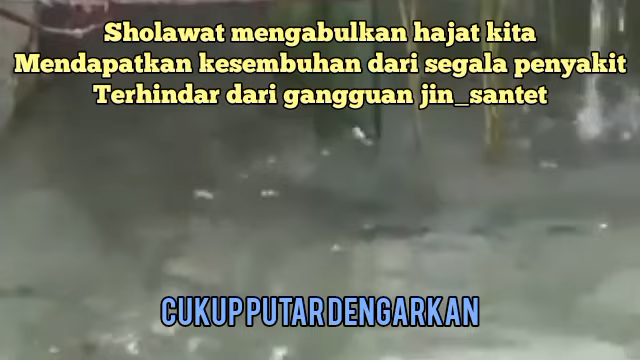 Sholawat mengabulkan hajat kita
Mendapatkan kesembuhan dari segala penyakit
Terhindar dari gangguan jin_santet
CUKUP PUTAR DENGARKAN